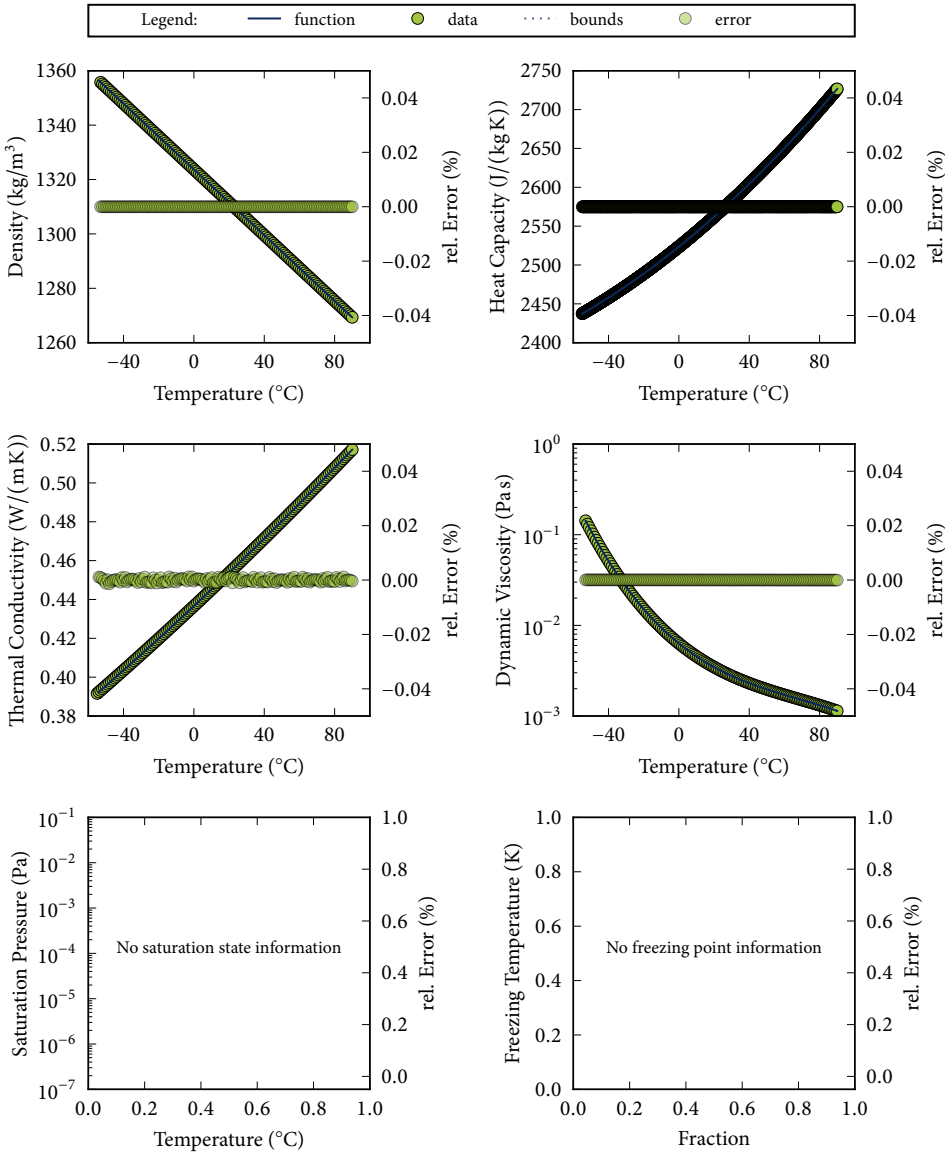 Legend: function data bounds error
1360
1340
1320
1300
1280
1260
Density (kg/m³)
0.04
0.02
0.00
−0.02
−0.04
rel. Error (%)
−40 0 40 80
Temperature (°C)
2750
2700
2650
2600
2550
2500
2450
2400
Heat Capacity (J/(kg K))
0.04
0.02
0.00
−0.02
−0.04
rel. Error (%)
−40 0 40 80
Temperature (°C)
0.52
0.50
0.48
0.46
0.44
0.42
0.40
0.38
Thermal Conductivity (W/(m K))
0.04
0.02
0.00
−0.02
−0.04
rel. Error (%)
−40 0 40 80
Temperature (°C)
10⁰
10⁻¹
10⁻²
10⁻³
Dynamic Viscosity (Pa s)
0.04
0.02
0.00
−0.02
−0.04
rel. Error (%)
−40 0 40 80
Temperature (°C)
10⁻¹
10⁻²
10⁻³
10⁻⁴
10⁻⁵
10⁻⁶
10⁻⁷
Saturation Pressure (Pa)
No saturation state information
1.0
0.8
0.6
0.4
0.2
0.0
rel. Error (%)
0.0 0.2 0.4 0.6 0.8 1.0
Temperature (°C)
1.0
0.8
0.6
0.4
0.2
0.0
Freezing Temperature (K)
No freezing point information
1.0
0.8
0.6
0.4
0.2
0.0
rel. Error (%)
0.0 0.2 0.4 0.6 0.8 1.0
Fraction